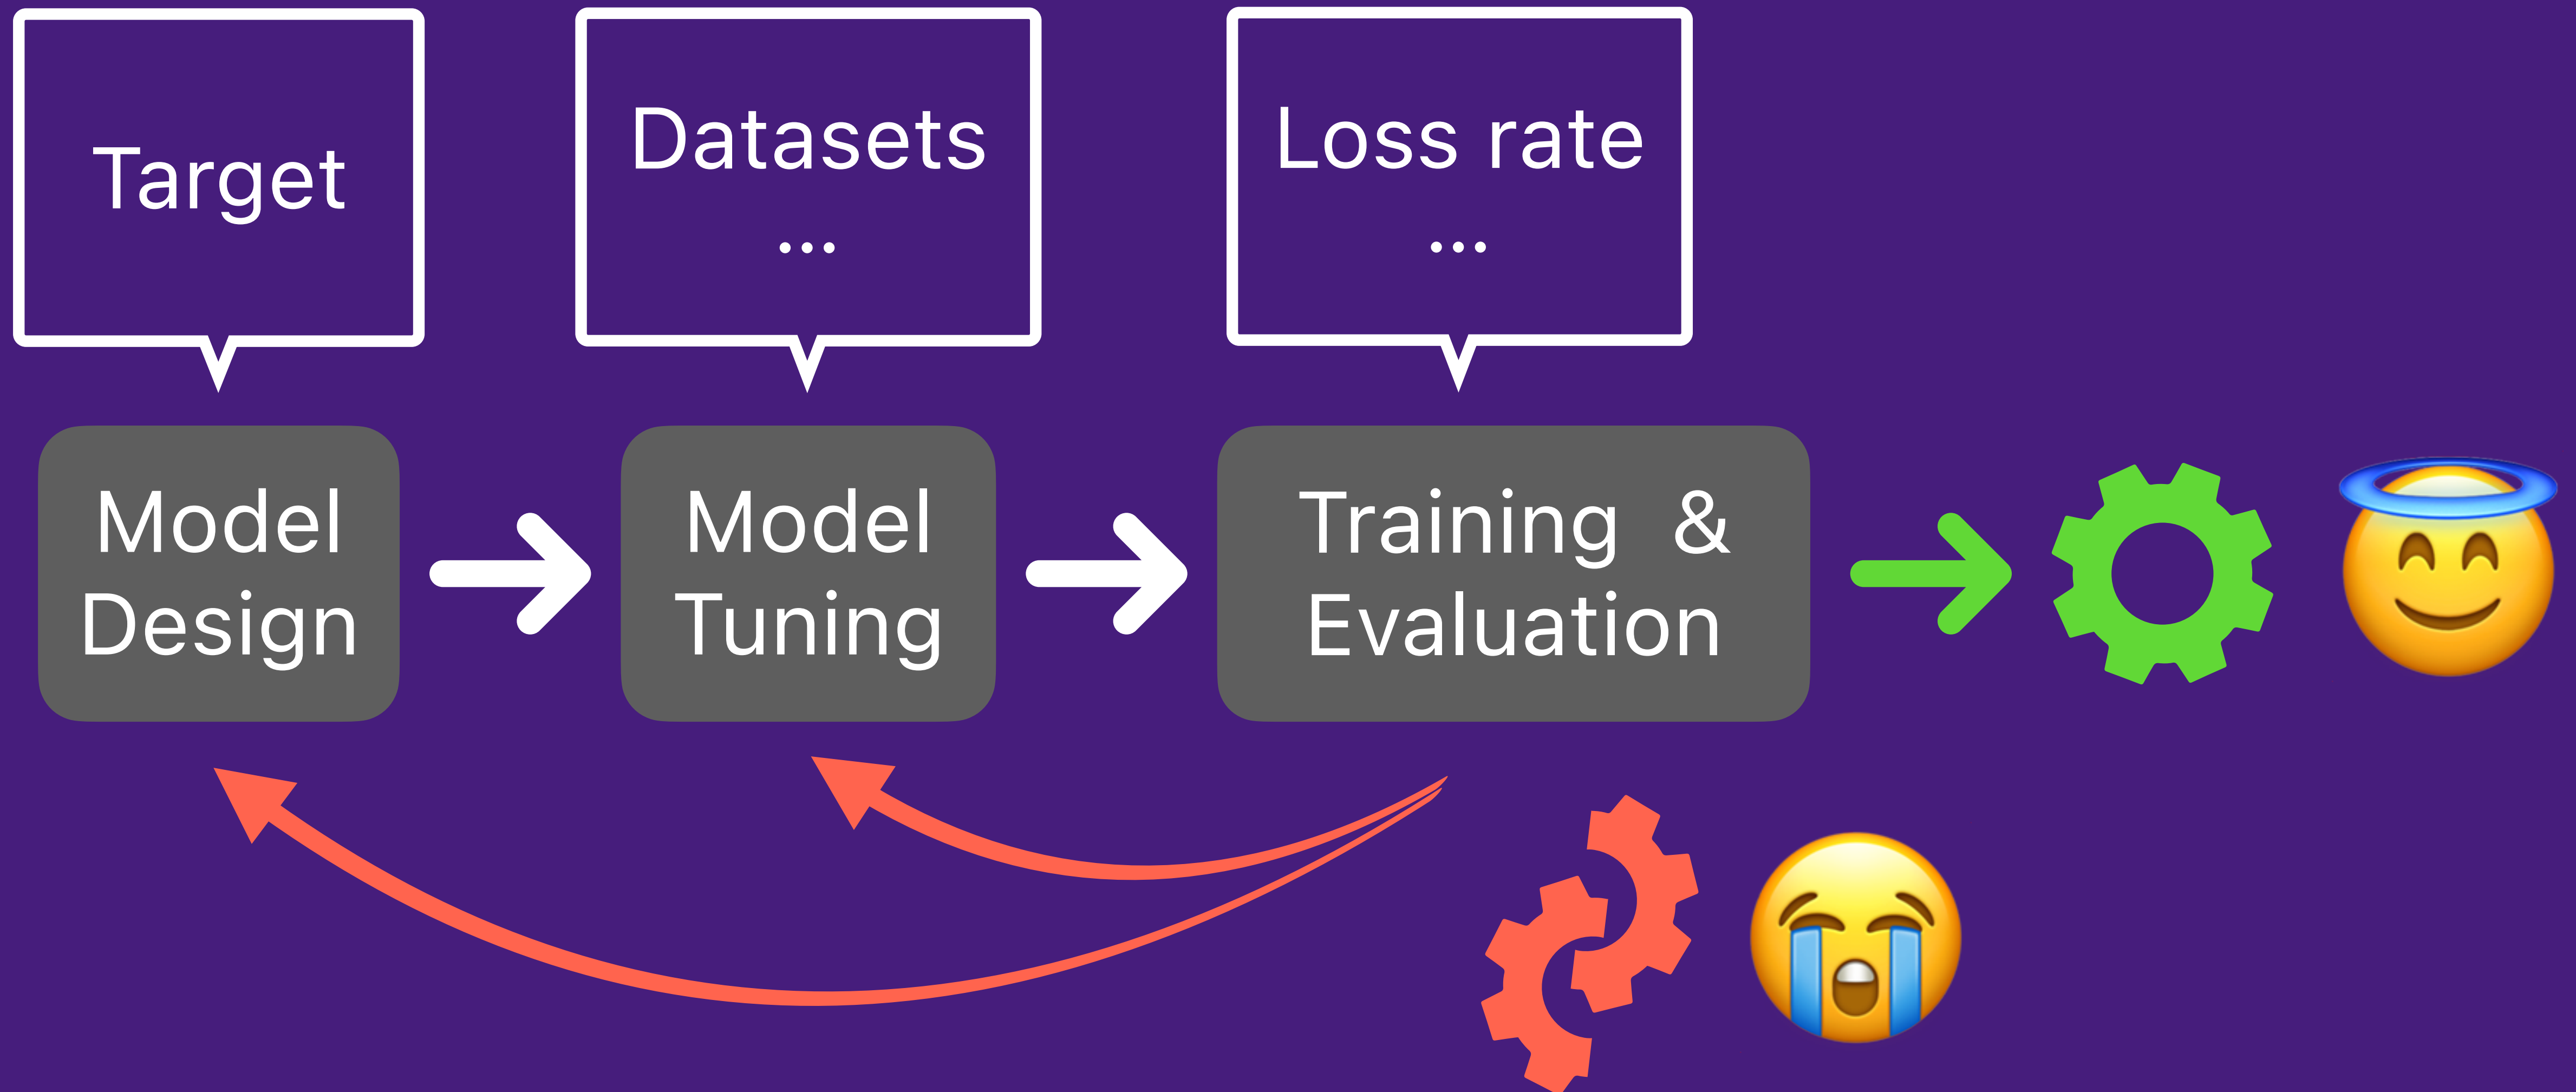 Target
Datasets
...
Loss rate
...
Model
Design
Model
Tuning
Training &
Evaluation